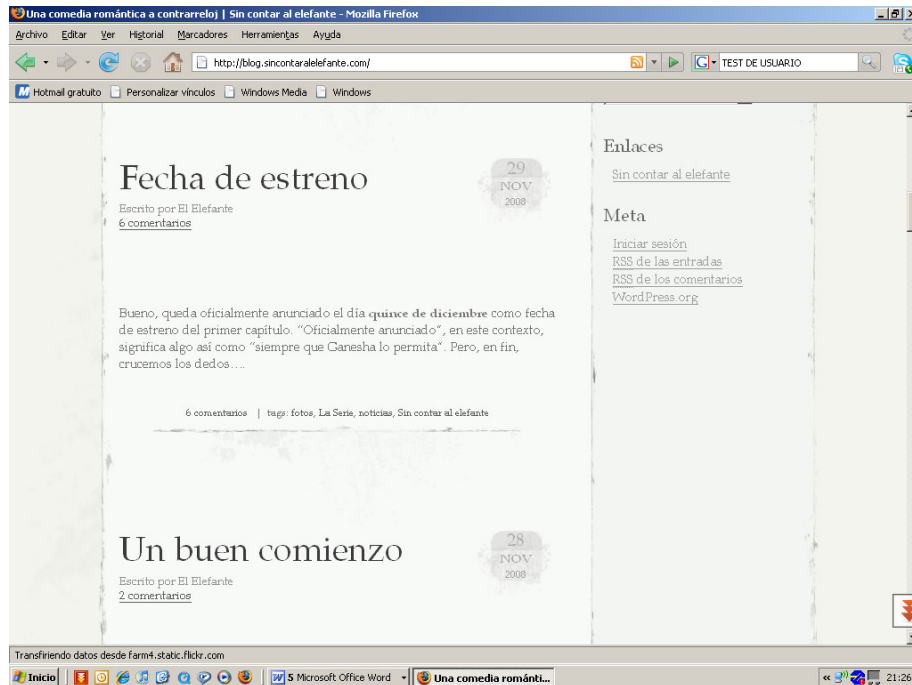 Una comedia romántica a contrarreloj | Sin contar al elefante - Mozilla Firefox
Archivo Editar Ver Historial Marcadores Herramientas Ayuda
http://blog.sincontaralelefante.com/
G TEST DE USUARIO
Hotmail gratuito Personalizar vínculos Windows Media Windows
Fecha de estreno
29
NOV
2008
Escrito por El Elefante
6 comentarios
Bueno, queda oficialmente anunciado el día quince de diciembre como fecha
de estreno del primer capítulo. “Oficialmente anunciado”, en este contexto,
significa algo así como “siempre que Ganesha lo permita”. Pero, en fin,
crucemos los dedos….
6 comentarios | tags: fotos, La Serie, noticias, Sin contar al elefante
Un buen comienzo
28
NOV
2008
Escrito por El Elefante
2 comentarios
Enlaces
Sin contar al elefante
Meta
Iniciar sesión
RSS de las entradas
RSS de los comentarios
WordPress.org
Transfiriendo datos desde farm4.static.flickr.com
Inicio 5 Microsoft Office Word Una comedia románti... 21:26